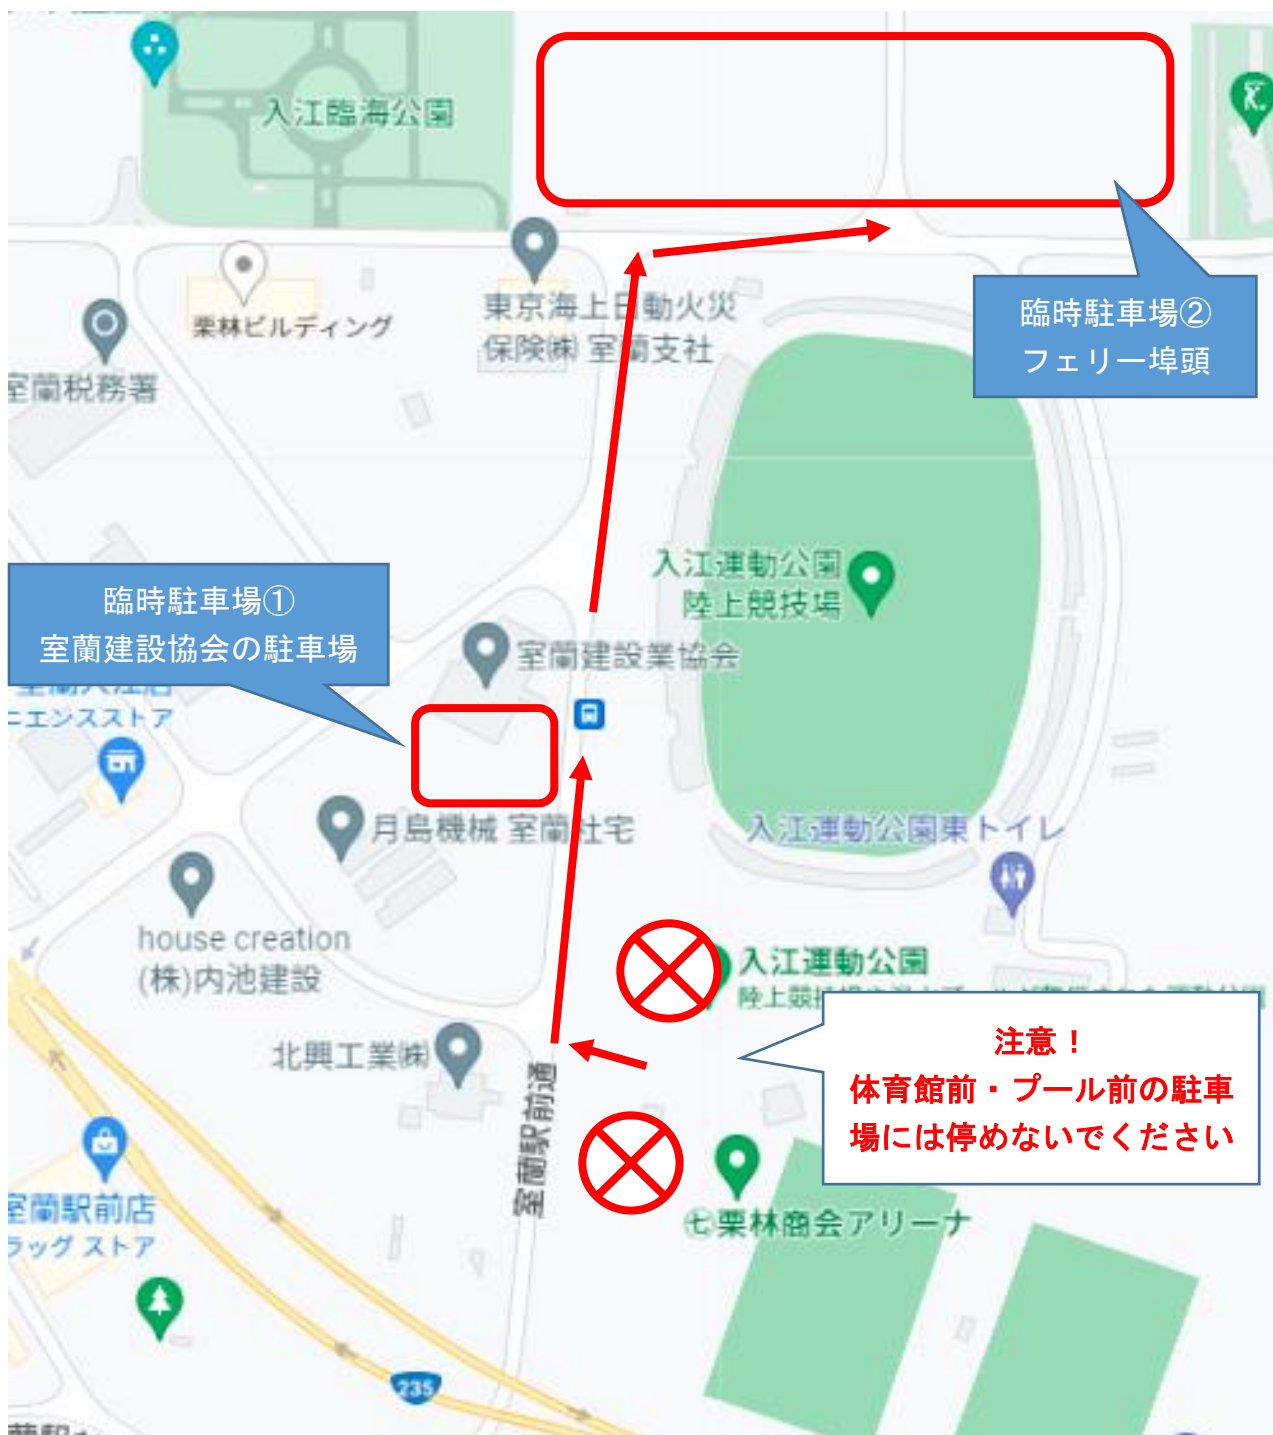 入江臨海公園
栗林ビルディング
東京海上日動火災
保険㈱ 室蘭支社
室蘭税務署
臨時駐車場②
フェリー埠頭
入江運動公園
陸上競技場
臨時駐車場①
室蘭建設協会の駐車場
室蘭建設業協会
ニエンスストア
月島機械 室蘭社宅
入江運動公園東トイレ
house creation
(株)内池建設
入江運動公園
注意！
体育館前・プール前の駐車
場には停めないでください
北興工業㈱
室蘭駅前通
室蘭駅前店
ラッグ ストア
㊆栗林商会アリーナ
235